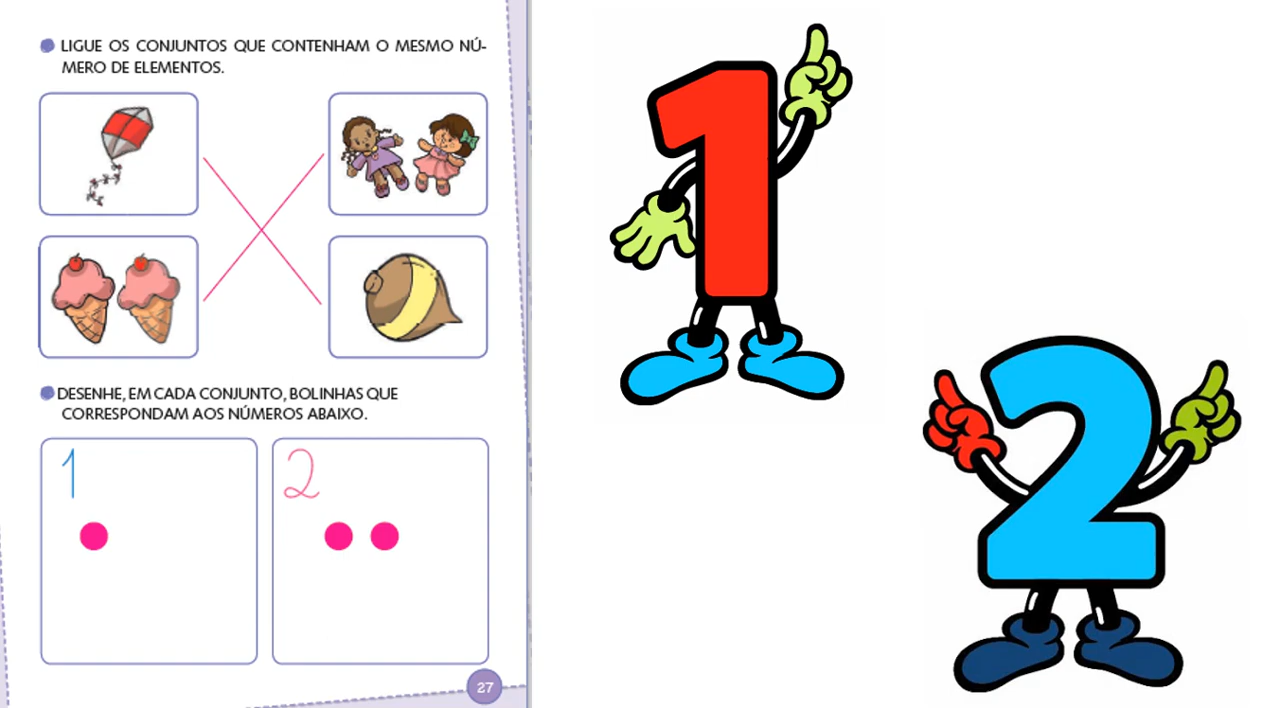 LIGUE OS CONJUNTOS QUE CONTENHAM O MESMO NÚ-
MERO DE ELEMENTOS.
DESENHE, EM CADA CONJUNTO, BOLINHAS QUE
CORRESPONDAM AOS NÚMEROS ABAIXO.
1
2
27
1
2